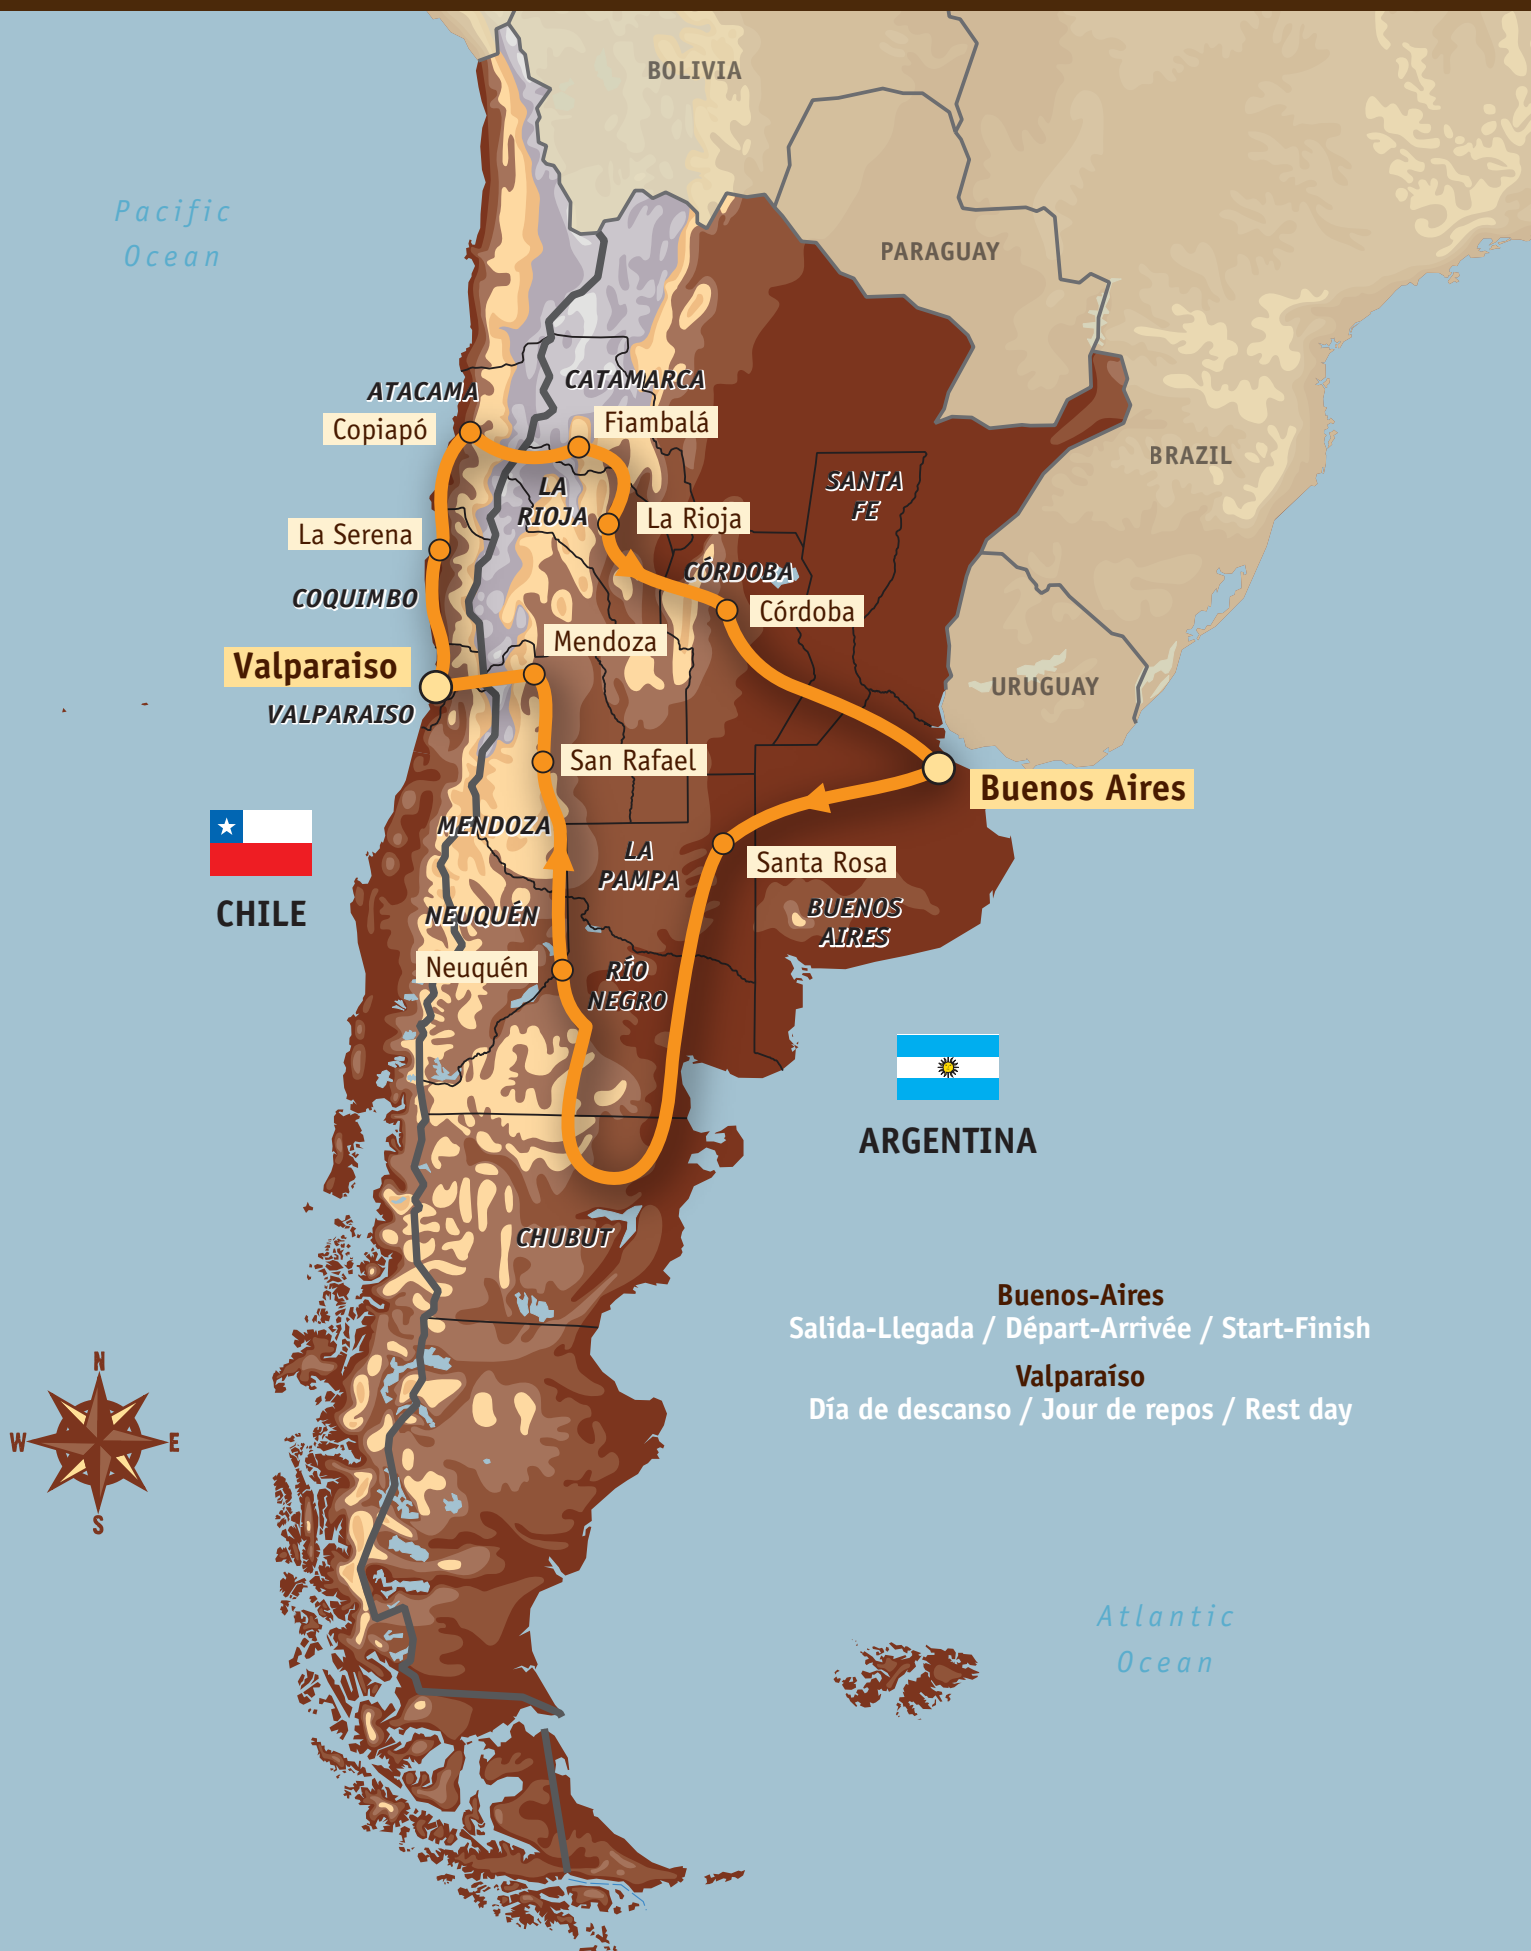 BOLIVIA
Pacific
Ocean
PARAGUAY
ATACAMA
CATAMARCA
Copiapó
Fiambalá
BRAZIL
LA
RIOJA
SANTA
FE
La Serena
La Rioja
CÓRDOBA
COQUIMBO
Córdoba
Mendoza
Valparaiso
URUGUAY
VALPARAISO
San Rafael
Buenos Aires
MENDOZA
LA
PAMPA
Santa Rosa
CHILE
NEUQUÉN
BUENOS
AIRES
Neuquén
RÍO
NEGRO
ARGENTINA
CHUBUT
Buenos-Aires
Salida-Llegada / Départ-Arrivée / Start-Finish
Valparaíso
Día de descanso / Jour de repos / Rest day
N
W
E
S
Atlantic
Ocean